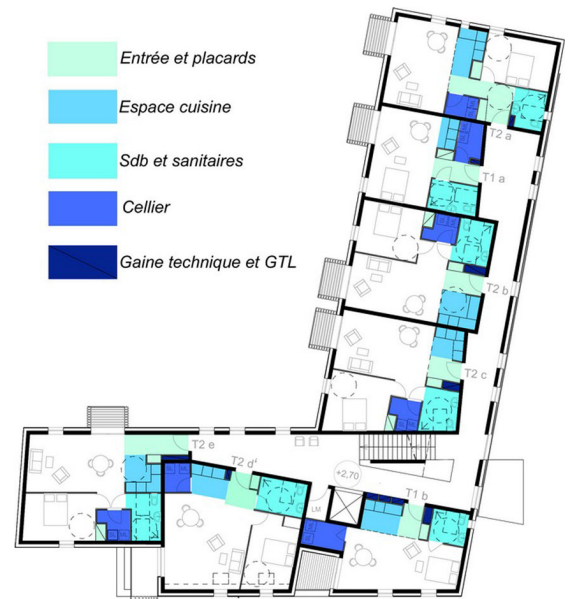 Entrée et placards
Espace cuisine
Sdb et sanitaires
Cellier
Gaine technique et GTL
T2 a
T1 a
T2 b
T2 c
T2 e
T2 d'
+2,70
T1 b
LM